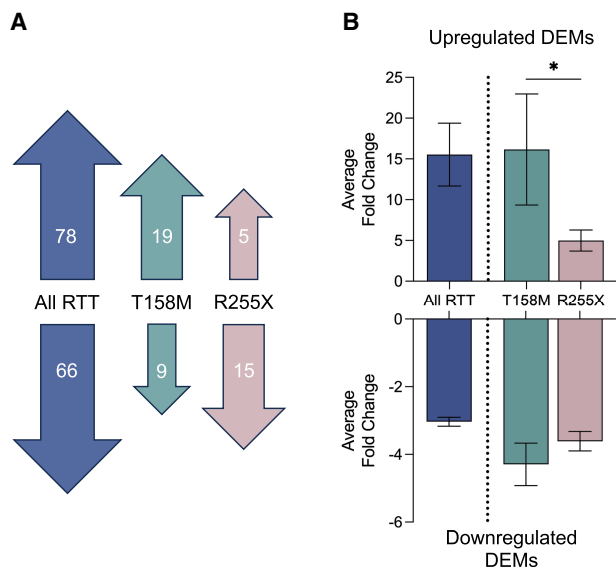 A
78
19
5
All RTT
T158M
R255X
66
9
15
B
Upregulated DEMs
*
Average
Fold Change
25
20
15
10
5
0
All RTT
T158M
R255X
Average
Fold Change
0
-2
-4
-6
Downregulated
DEMs